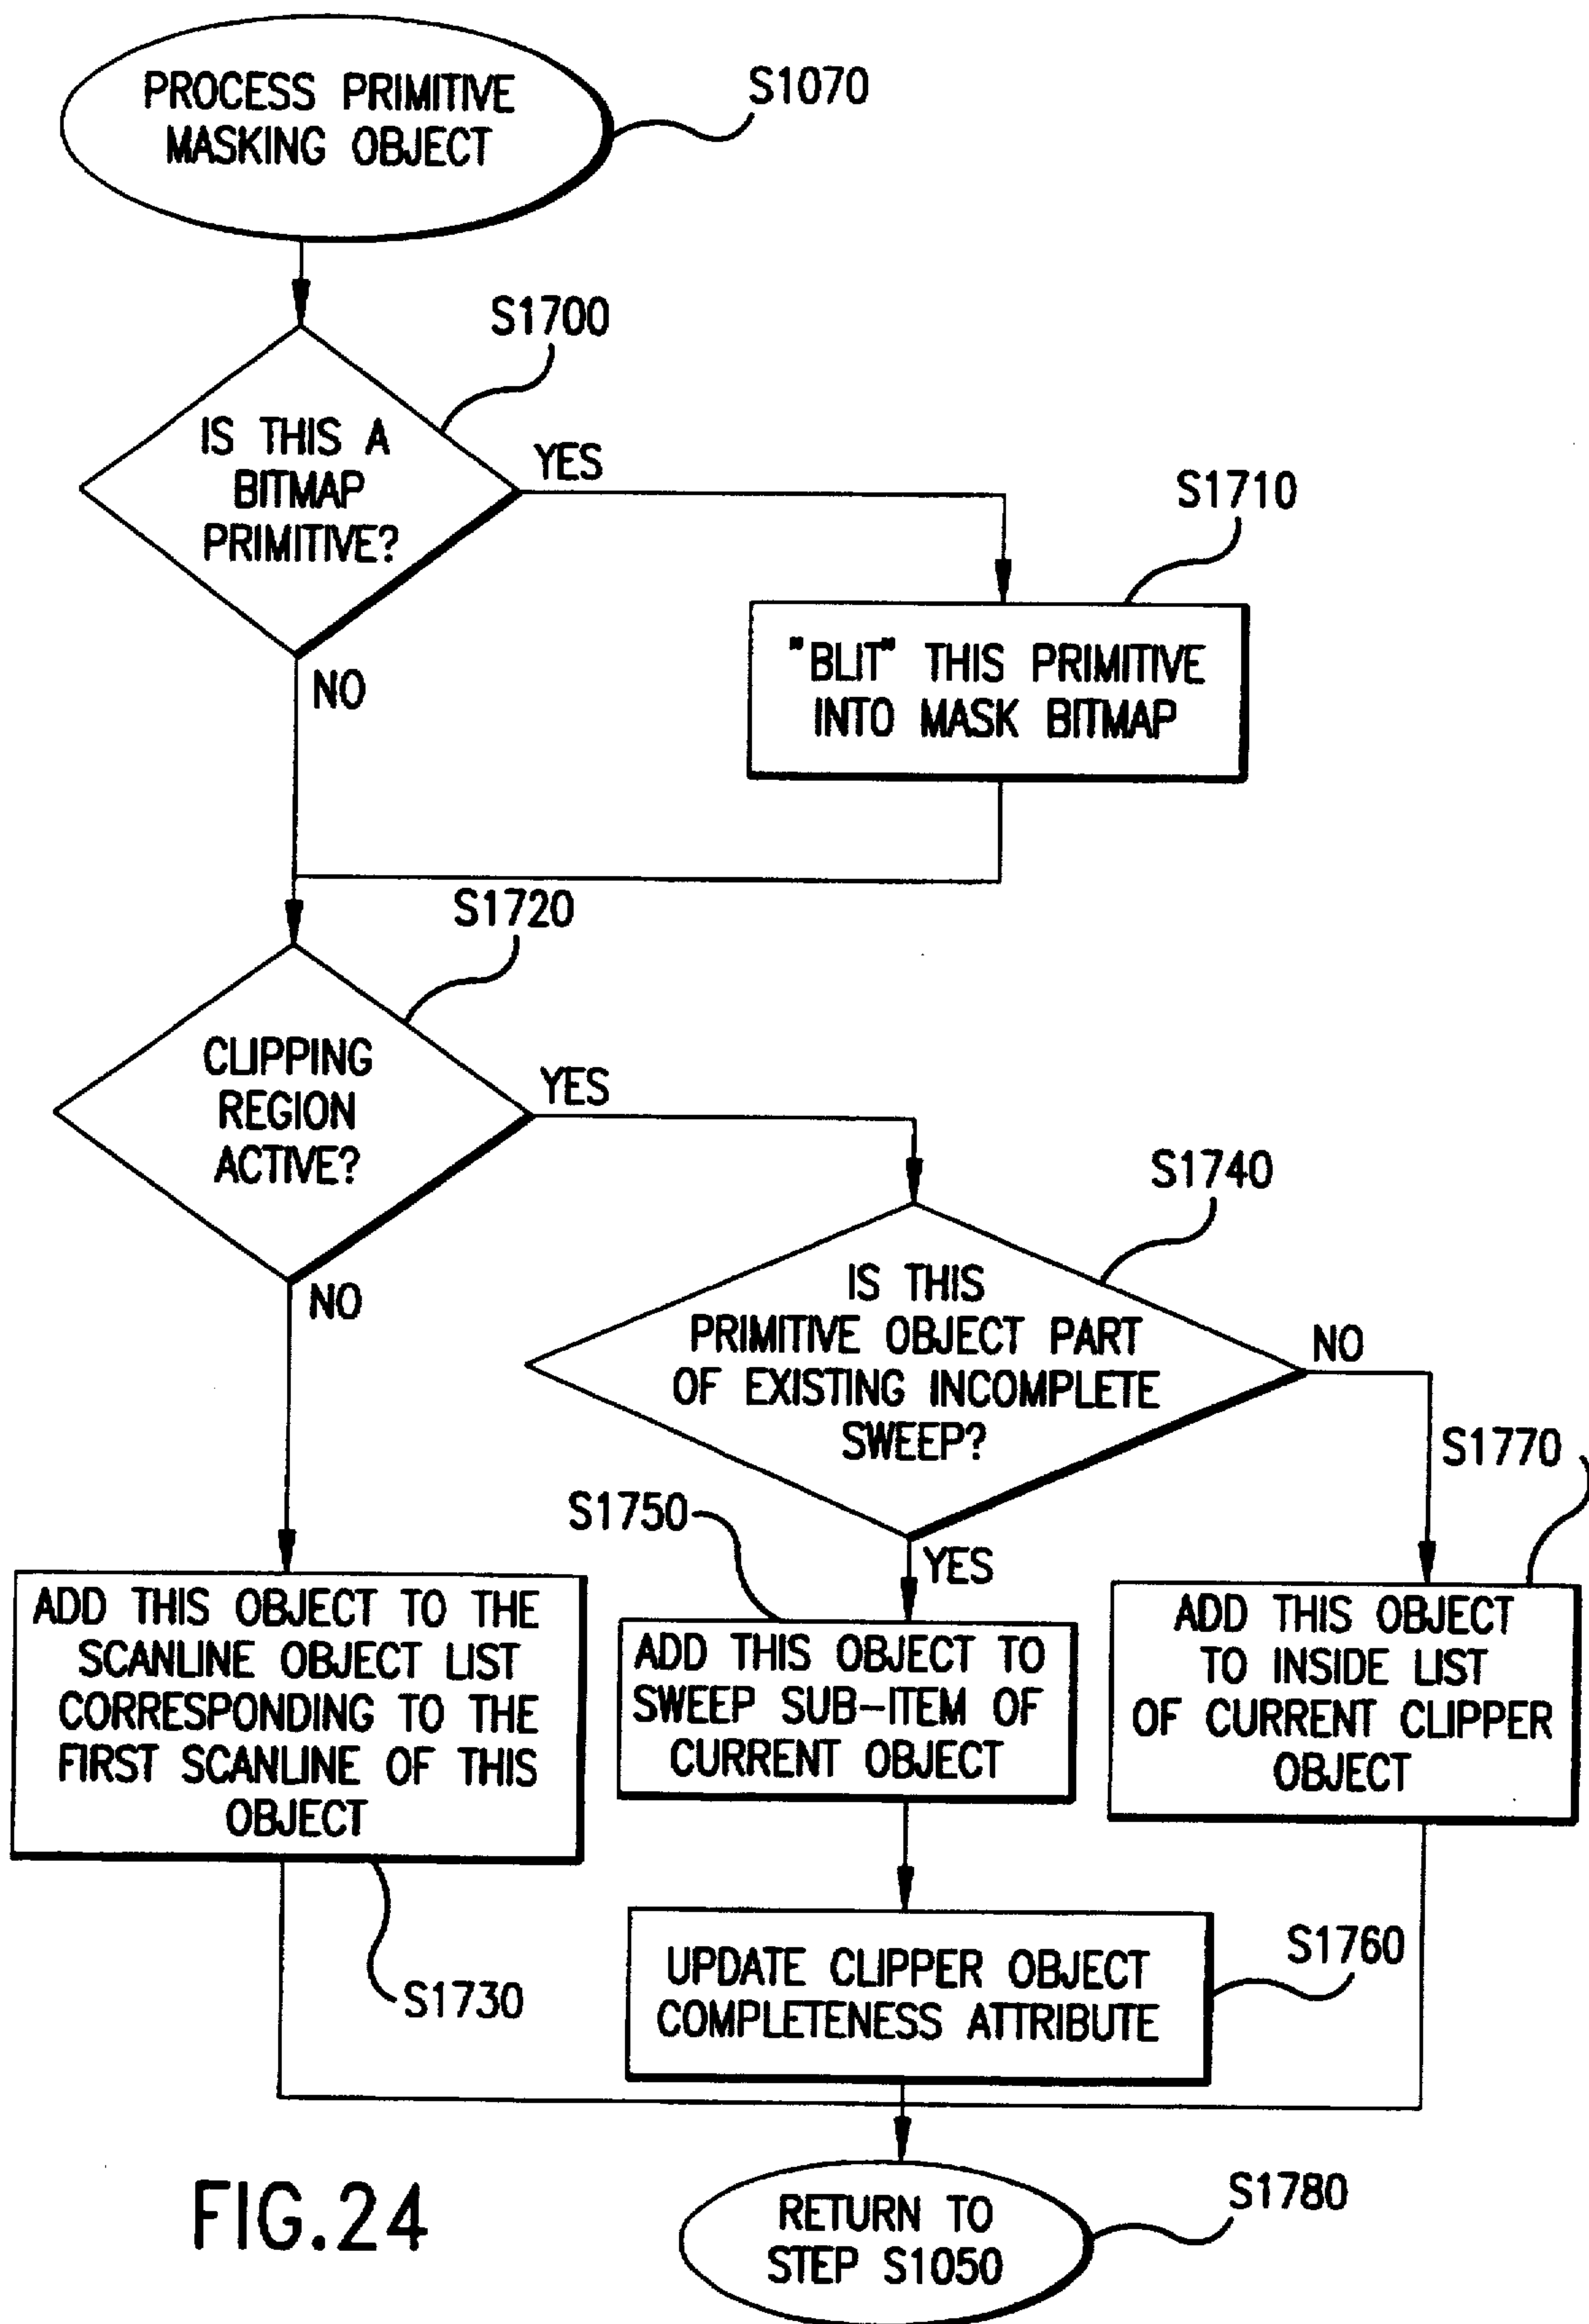 PROCESS PRIMITIVE
MASKING OBJECT
S1070
S1700
IS THIS A
BITMAP
PRIMITIVE?
YES
NO
S1710
"BLIT" THIS PRIMITIVE
INTO MASK BITMAP
S1720
CLIPPING
REGION
ACTIVE?
YES
NO
S1740
IS THIS
PRIMITIVE OBJECT PART
OF EXISTING INCOMPLETE
SWEEP?
NO
YES
S1770
S1750
ADD THIS OBJECT TO THE
SCANLINE OBJECT LIST
CORRESPONDING TO THE
FIRST SCANLINE OF THIS
OBJECT
ADD THIS OBJECT TO
SWEEP SUB-ITEM OF
CURRENT OBJECT
ADD THIS OBJECT
TO INSIDE LIST
OF CURRENT CLIPPER
OBJECT
S1730
UPDATE CLIPPER OBJECT
COMPLETENESS ATTRIBUTE
S1760
RETURN TO
STEP S1050
S1780
FIG.24